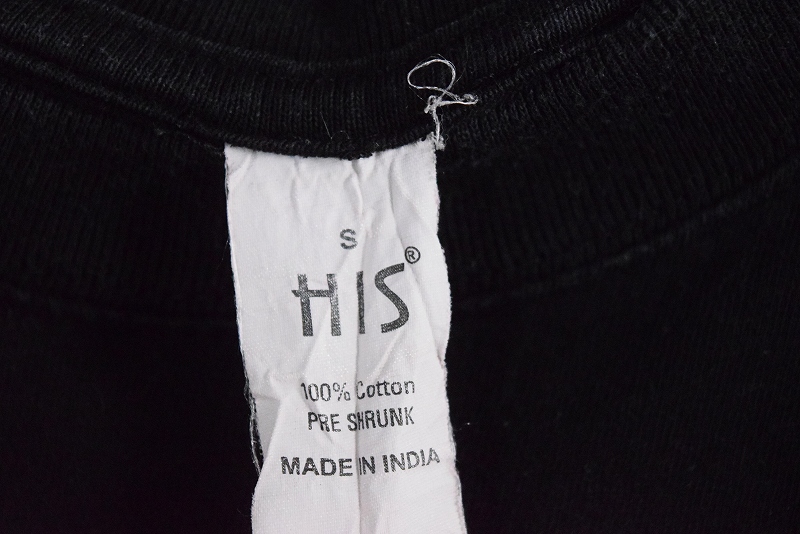 S
HIS®
100% Cotton
PRE SHRUNK
MADE IN INDIA